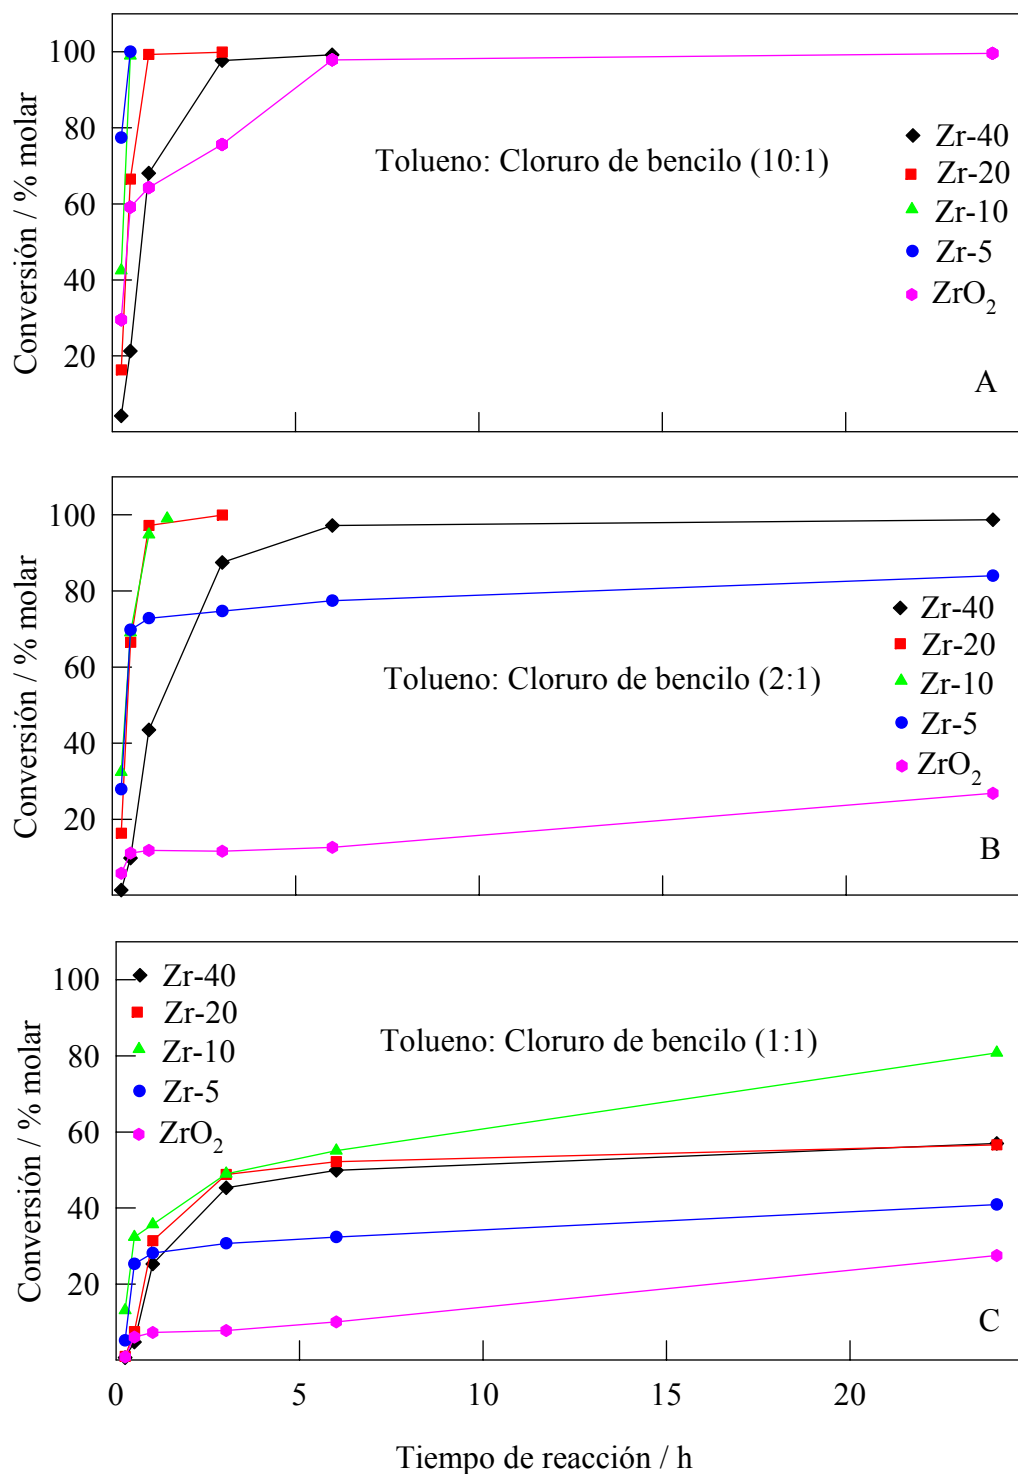 100
80
60
40
20
Conversión / % molar
Tolueno: Cloruro de bencilo (10:1)
Zr-40
Zr-20
Zr-10
Zr-5
ZrO2
A
100
80
60
40
20
Conversión / % molar
Tolueno: Cloruro de bencilo (2:1)
Zr-40
Zr-20
Zr-10
Zr-5
ZrO2
B
100
80
60
40
20
Conversión / % molar
Zr-40
Zr-20
Zr-10
Zr-5
ZrO2
Tolueno: Cloruro de bencilo (1:1)
C
0 5 10 15 20
Tiempo de reacción / h